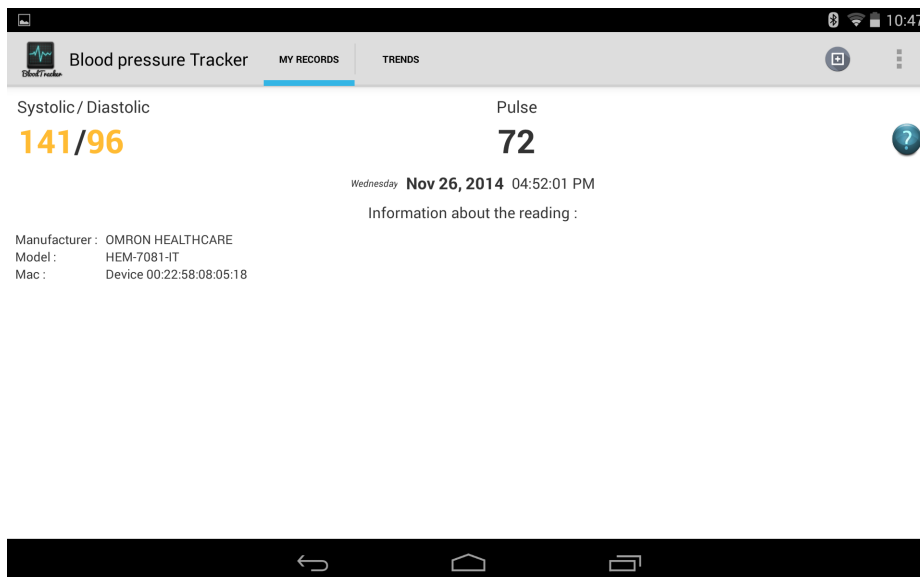 10:47
BloodTracker Blood pressure Tracker MY RECORDS TRENDS
Systolic / Diastolic Pulse
141/96 72
?
Wednesday Nov 26, 2014 04:52:01 PM
Information about the reading :
Manufacturer : OMRON HEALTHCARE
Model : HEM-7081-IT
Mac : Device 00:22:58:08:05:18